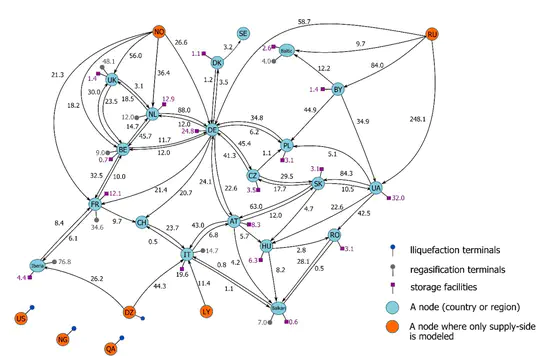 58.7
NO
RU
SE
26.6
3.2
2.6
Baltic
9.7
48.1
56.0
1.1
DK
4.0
84.0
1.4
UK
36.4
1.2
3.5
12.2
21.3
3.1
BY
30.0
18.5
12.9
1.4
18.2
23.5
NL
88.0
44.9
248.1
12.0
34.8
34.9
14.7
12.0
24.8
DE
6.2
45.7
45.4
PL
9.0
BE
11.7
41.3
1.1
5.1
0.7
12.0
3.1
3.1
84.3
32.5
10.0
CZ
29.5
SK
24.1
3.5
17.7
10.5
UA
12.1
21.4
20.7
22.6
32.0
FR
63.0
4.7
22.6
34.6
9.7
CH
43.0
AT
12.0
42.5
8.4
23.7
6.8
8.3
5.7
RO
6.1
0.5
14.7
HU
2.8
3.1
IT
4.2
6.3
28.1
0.5
Iberia
76.8
0.8
8.2
4.4
19.6
26.2
44.3
11.4
1.1
Balkan
DZ
LY
7.0
0.6
US
NG
QA
lliquefaction terminals
regasification terminals
storage facilities
A node (country or region)
A node where only supply-side
is modeled